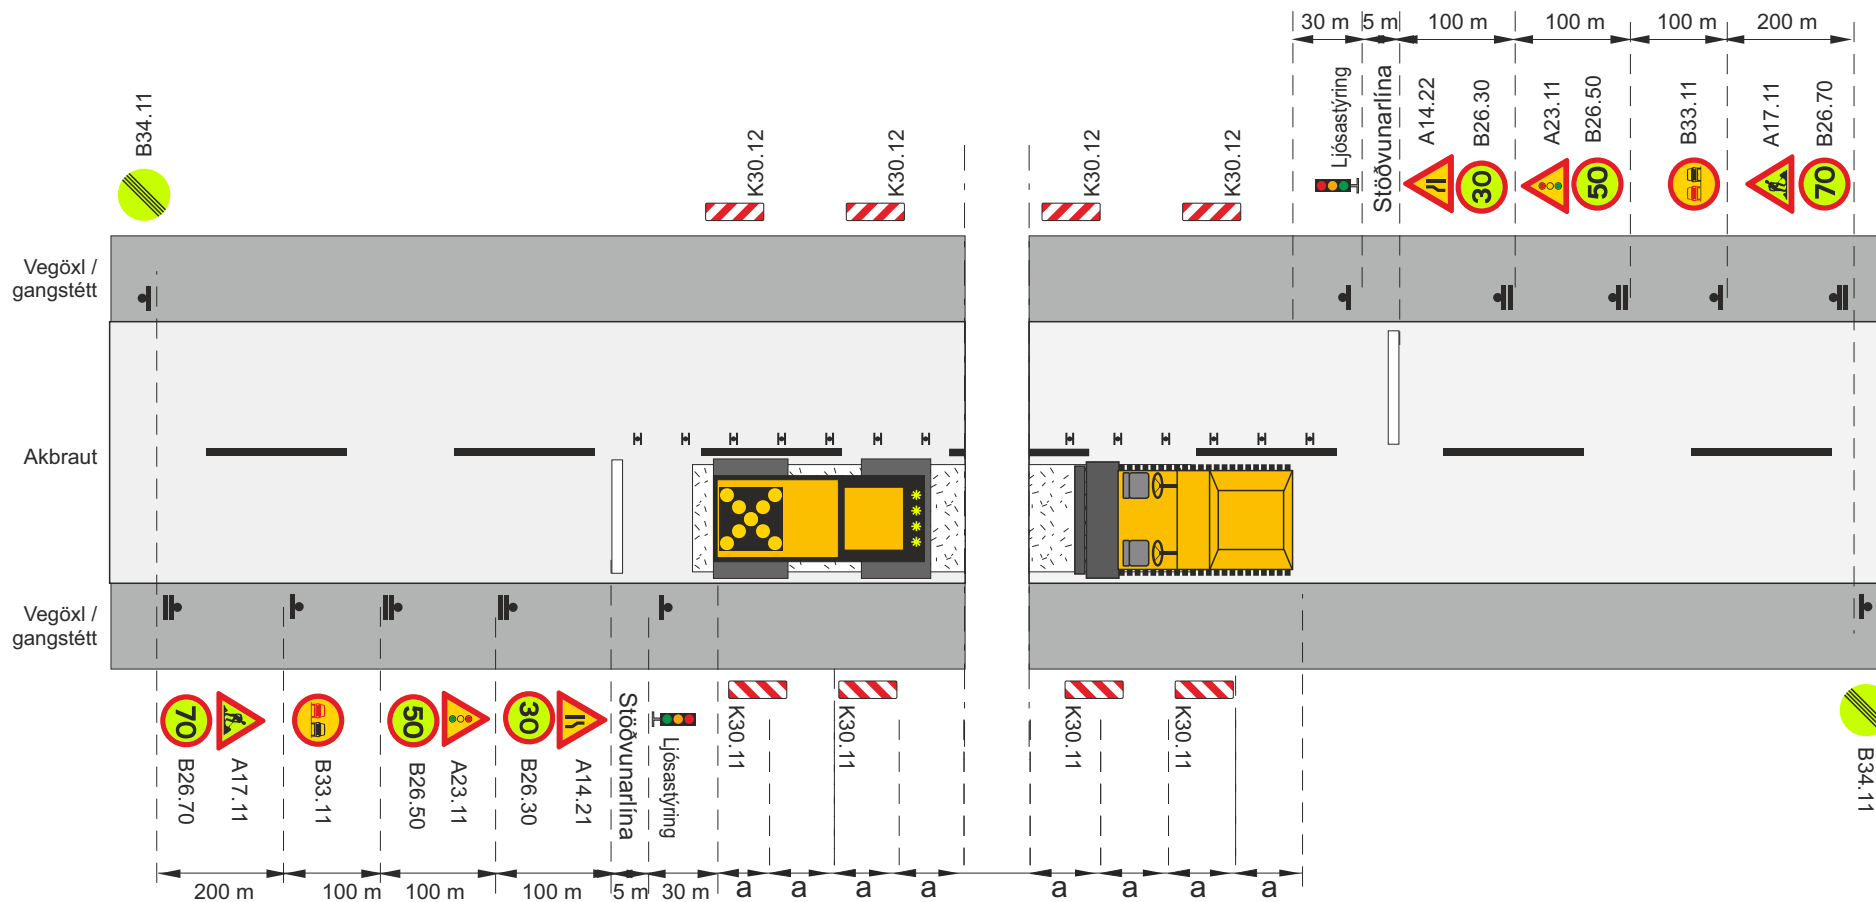 30 m
5 m
100 m
100 m
100 m
200 m
B34.11
K30.12
K30.12
K30.12
K30.12
Ljósastýring
Stöðvunarlína
A14.22
B26.30
A23.11
B26.50
B33.11
A17.11
B26.70
30
50
70
Vegöxl /
gangstétt
Akbraut
Vegöxl /
gangstétt
70
50
30
B26.70
A17.11
B33.11
B26.50
A23.11
B26.30
A14.21
Stöðvunarlína
Ljósastýring
K30.11
K30.11
K30.11
K30.11
B34.11
200 m
100 m
100 m
100 m
5 m
30 m
a
a
a
a
a
a
a
a